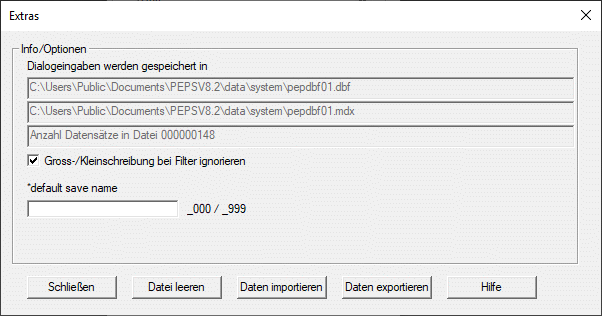 Extras
Info/Optionen
Dialogeingaben werden gespeichert in
C:\Users\Public\Documents\PEPSV8.2\data\system\pepdbf01.dbf
C:\Users\Public\Documents\PEPSV8.2\data\system\pepdbf01.mdx
Anzahl Datensätze in Datei 000000148
Gross-/Kleinschreibung bei Filter ignorieren
*default save name
_000 / _999
Schließen Datei leeren Daten importieren Daten exportieren Hilfe